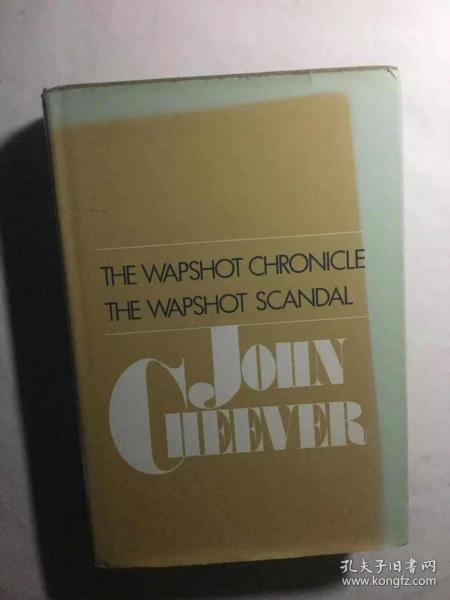 THE WAPSHOT CHRONICLE
THE WAPSHOT SCANDAL
JOHN
CHEEVER
孔夫子旧书网
www.kongfz.com